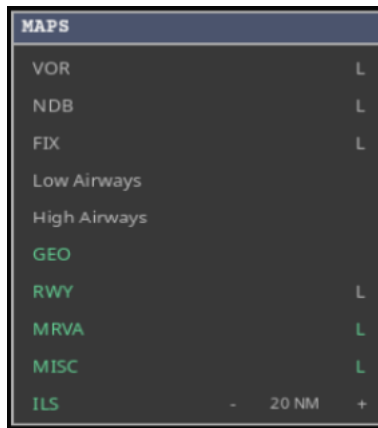 MAPS
VOR L
NDB L
FIX L
Low Airways
High Airways
GEO
RWY L
MRVA L
MISC L
ILS - 20 NM +